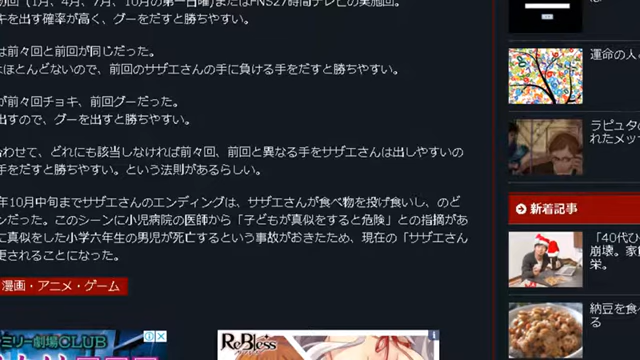 初回(1月、4月、7月、10月の第一日曜)またはFNS27時間テレビの実施回。
キを出す確率が高く、グーをだすと勝ちやすい。
は前々回と前回が同じだった。
はほとんどないので、前回のサザエさんの手に負ける手をだすと勝ちやすい。
が前々回チョキ、前回グーだった。
出すので、グーを出すと勝ちやすい。
合わせて、どれにも該当しなければ前々回、前回と異なる手をサザエさんは出しやすいの
手をだすと勝ちやすい。という法則があるらしい。
年10月中旬までサザエさんのエンディングは、サザエさんが食べ物を投げ食いし、のど
ンだった。このシーンに小児病院の医師から「子どもが真似をすると危険」との指摘があ
に真似をした小学六年生の男児が死亡するという事故がおきたため、現在の「サザエさん
更されることになった。
漫画・アニメ・ゲーム
ミリー劇場CLUB
ReBless
運命の人と
ラピュタの
れたメッセ
新着記事
「40代ひ
崩壊。家族
栄。
納豆を食べ
る